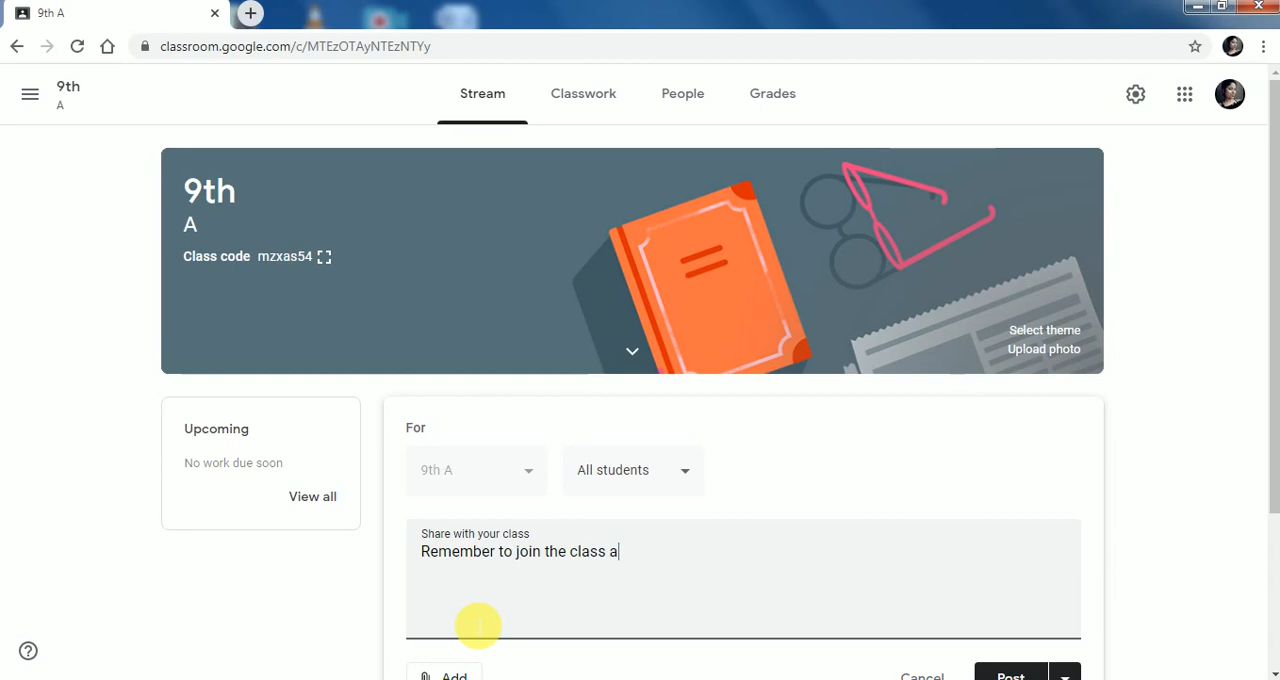 9th A
classroom.google.com/c/MTEzOTAyNTEzNTYy
9th
A
Stream
Classwork
People
Grades
9th
A
Class code mzxas54
Select theme
Upload photo
Upcoming
No work due soon
View all
For
9th A
All students
Share with your class
Remember to join the class a
Add
Cancel
Post